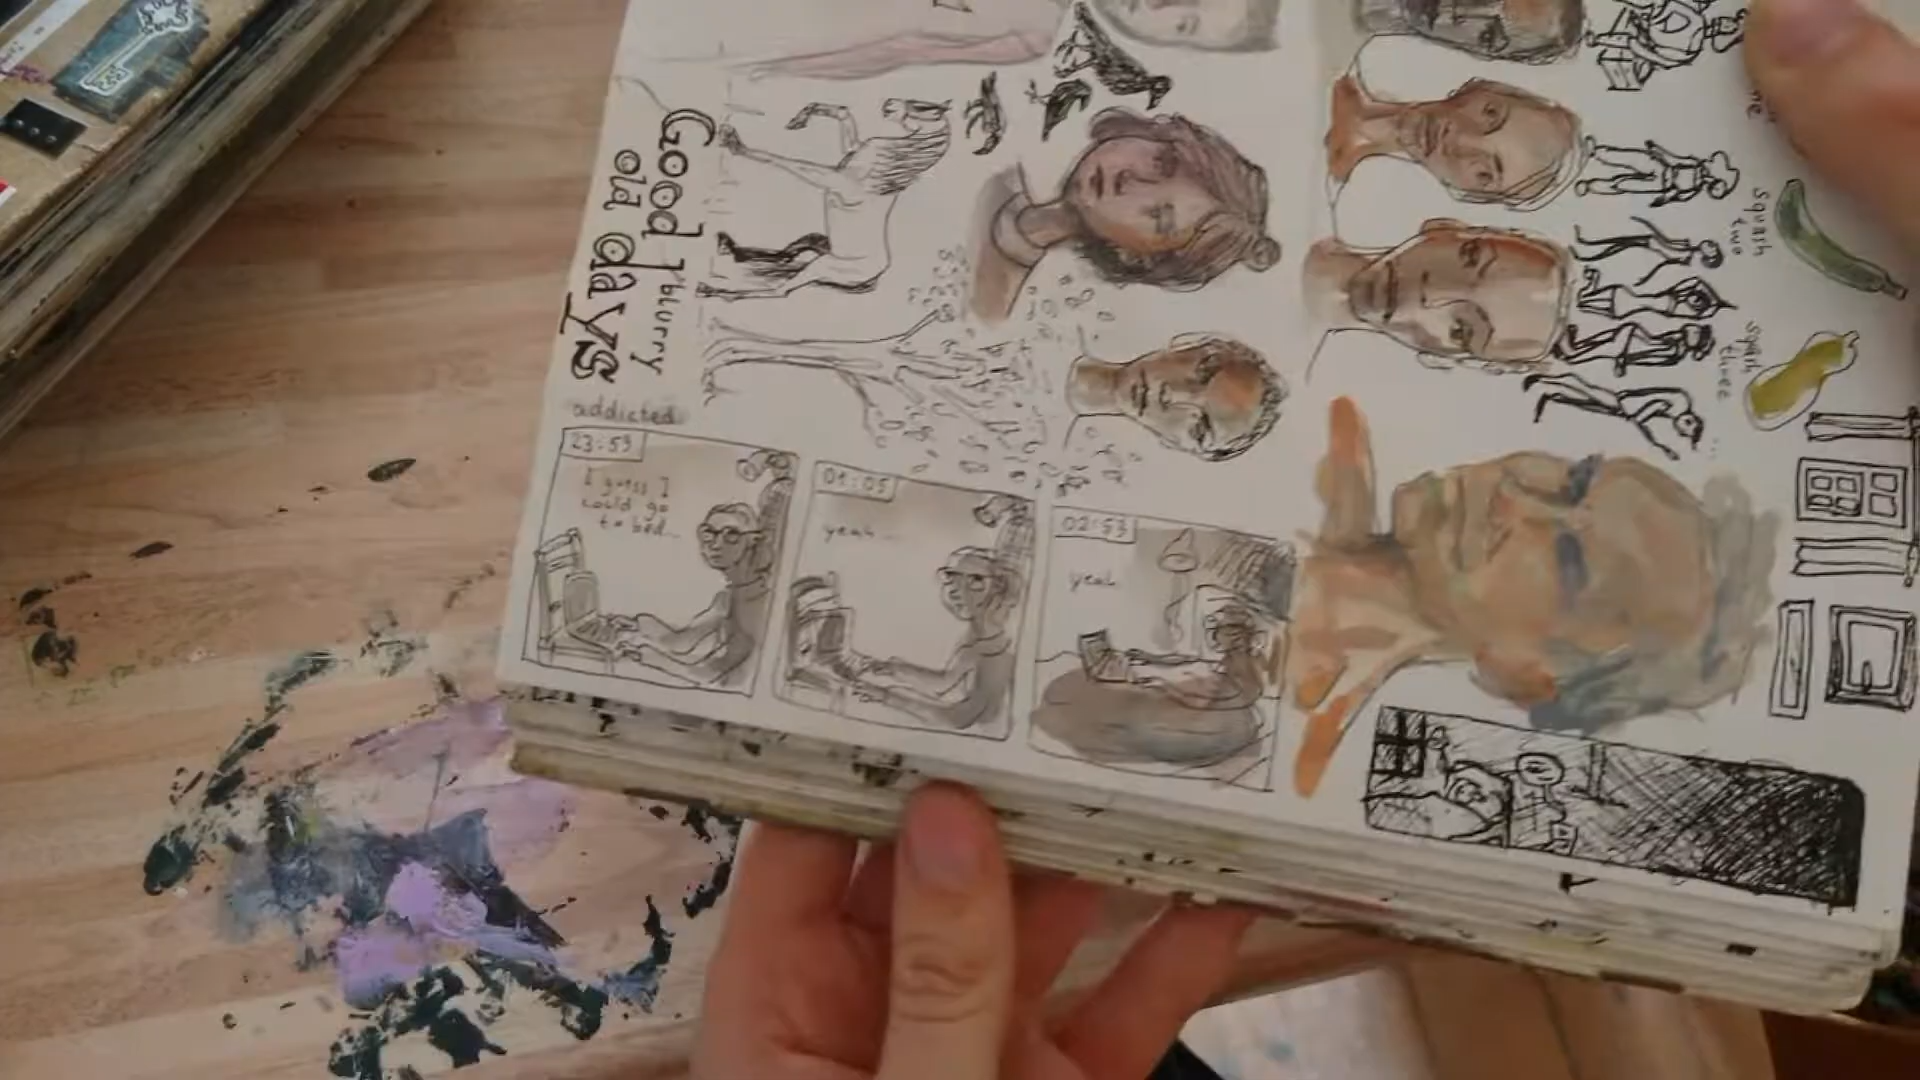 Good
old
days
blurry
addicted
23:59
I guess I
could go
to bed...
01:05
yeah...
02:53
yeah
squash
two
squash
three